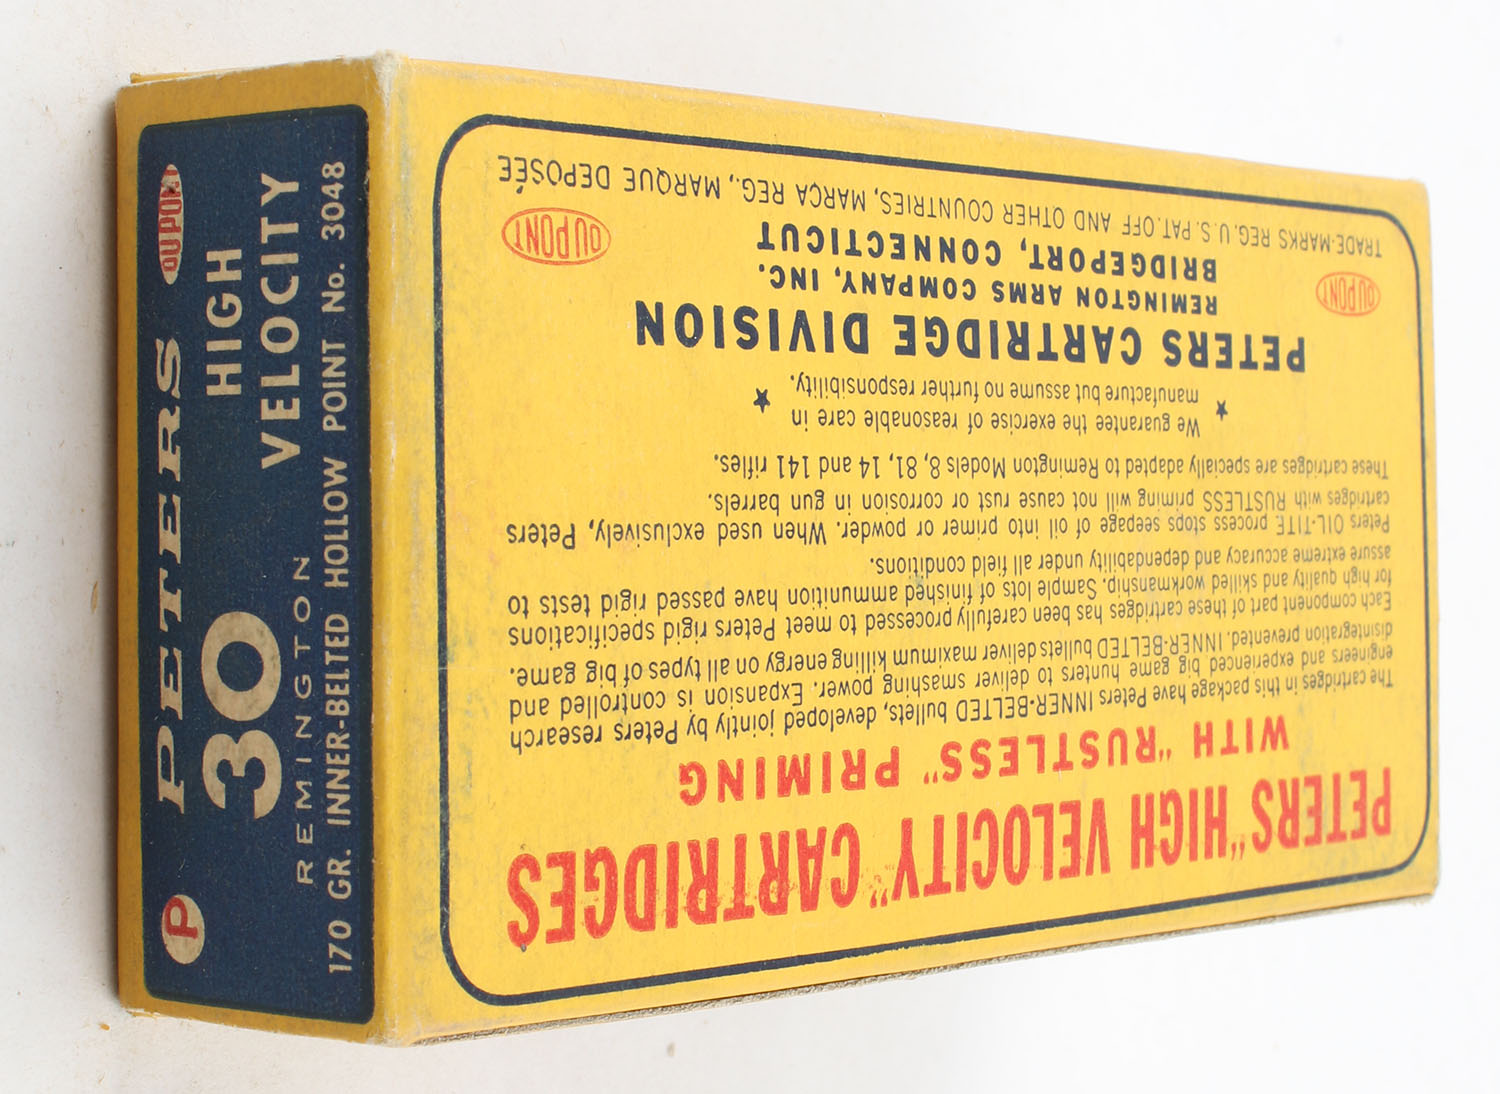 P PETERS DUPONT
30 HIGH
REMINGTON VELOCITY
170 GR. INNER-BELTED HOLLOW POINT No. 3048
PETERS "HIGH VELOCITY" CARTRIDGES
WITH "RUSTLESS" PRIMING
The cartridges in this package have Peters INNER-BELTED bullets, developed jointly by Peters research
engineers and experienced big game hunters to deliver smashing power. Expansion is controlled and
disintegration prevented. INNER-BELTED bullets deliver maximum killing energy on all types of big game.
Each component part of these cartridges has been carefully processed to meet Peters rigid specifications
for high quality and skilled workmanship. Sample lots of finished ammunition have passed rigid tests to
assure extreme accuracy and dependability under all field conditions.
Peters OIL-TITE process stops seepage of oil into primer or powder. When used exclusively, Peters
cartridges with RUSTLESS priming will not cause rust or corrosion in gun barrels.
These cartridges are specially adapted to Remington Models 8, 81, 14 and 141 rifles.
We guarantee the exercise of reasonable care in
manufacture but assume no further responsibility.
PETERS CARTRIDGE DIVISION
REMINGTON ARMS COMPANY, INC.
BRIDGEPORT, CONNECTICUT
DUPONT DUPONT
TRADE-MARKS REG. U.S. PAT. OFF AND OTHER COUNTRIES, MARCA REG., MARQUE DEPOSÉE